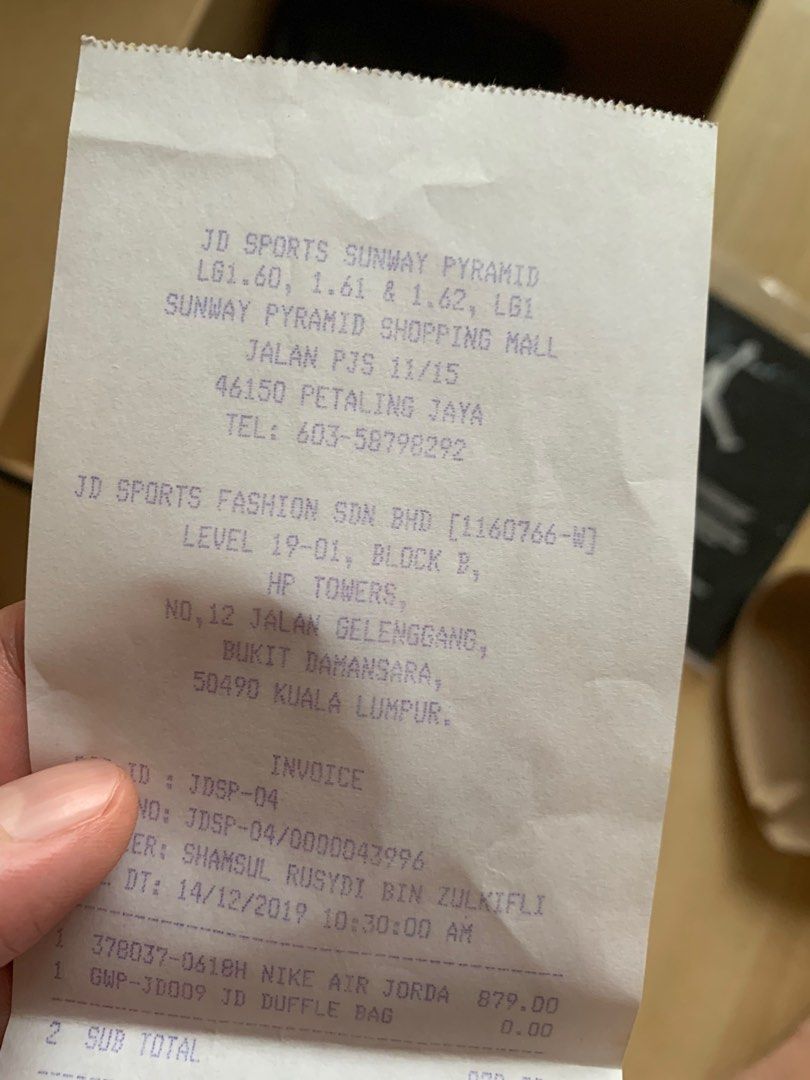 JD SPORTS SUNWAY PYRAMID
LG1.60, 1.61 & 1.62, LG1
SUNWAY PYRAMID SHOPPING MALL
JALAN PJS 11/15
46150 PETALING JAYA
TEL: 603-58798292
JD SPORTS FASHION SDN BHD [1160766-W]
LEVEL 19-01, BLOCK B,
HP TOWERS,
NO,12 JALAN GELENGGANG,
BUKIT DAMANSARA,
50490 KUALA LUMPUR.
INVOICE
ID : JDSP-04
NO: JDSP-04/0000043996
ER: SHAMSUL RUSYDI BIN ZULKIFLI
DT: 14/12/2019 10:30:00 AM
1 378037-0618H NIKE AIR JORDA 879.00
1 GWP-JD009 JD DUFFLE BAG 0.00
2 SUB TOTAL